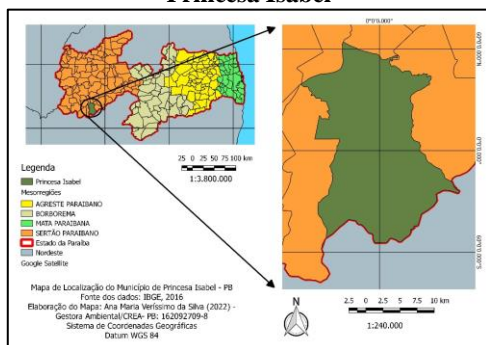 Princesa Isabel
0°0'0.000"
Legenda
Princesa Isabel
Mesorregiões
AGRESTE PARAIBANO
BORBOREMA
MATA PARAIBANA
SERTÃO PARAIBANO
Estado da Paraíba
Nordeste
Google Satellite
25 0 25 50 75 100 km
1:3.800.000
Mapa de Localização do Município de Princesa Isabel - PB
Fonte dos dados: IBGE, 2016
Elaboração do Mapa: Ana Maria Veríssimo da Silva (2022) -
Gestora Ambiental/CREA- PB: 162092709-8
Sistema de Coordenadas Geográficas
Datum WGS 84
N
2.5 0 2.5 5 7.5 10 km
1:240.000